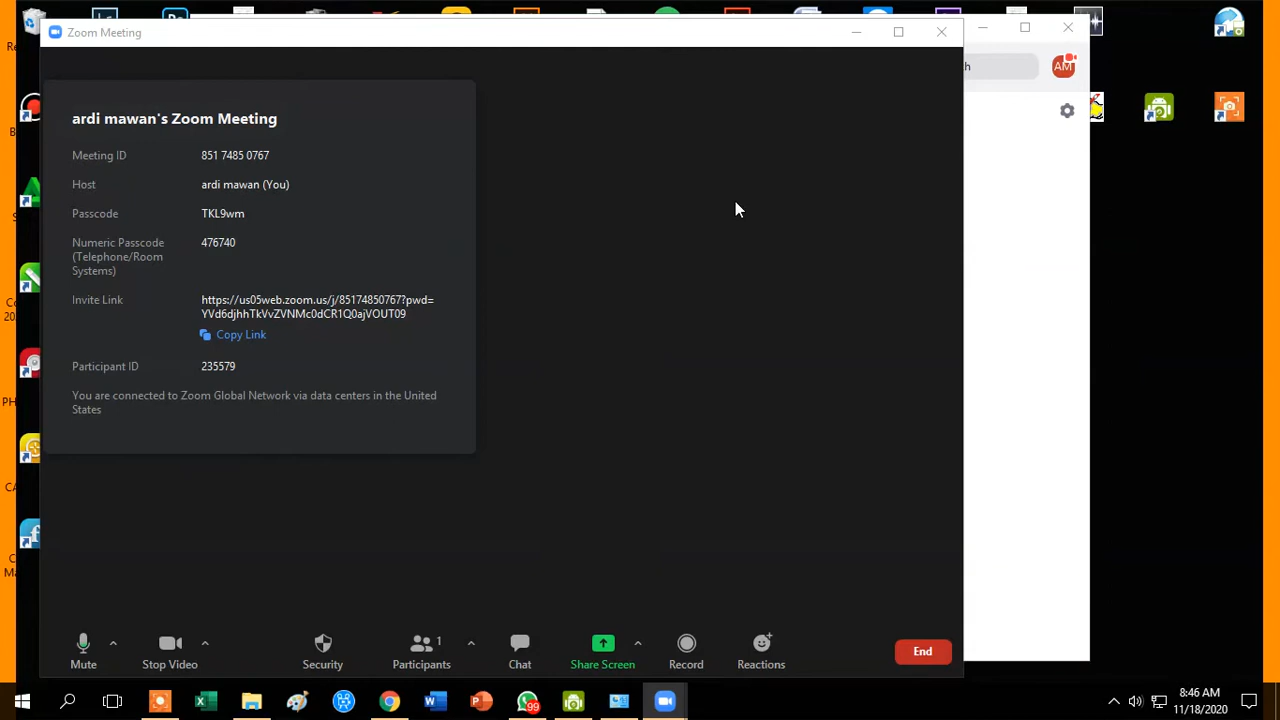 Zoom Meeting
ardi mawan's Zoom Meeting
Meeting ID
851 7485 0767
Host
ardi mawan (You)
Passcode
TKL9wm
Numeric Passcode
(Telephone/Room
Systems)
476740
Invite Link
https://us05web.zoom.us/j/85174850767?pwd=
YVd6djhhTkVvZVNMc0dCR1Q0ajVOUT09
Copy Link
Participant ID
235579
You are connected to Zoom Global Network via data centers in the United
States
AM
Mute
Stop Video
Security
1
Participants
Chat
Share Screen
Record
Reactions
End
99
8:46 AM
11/18/2020